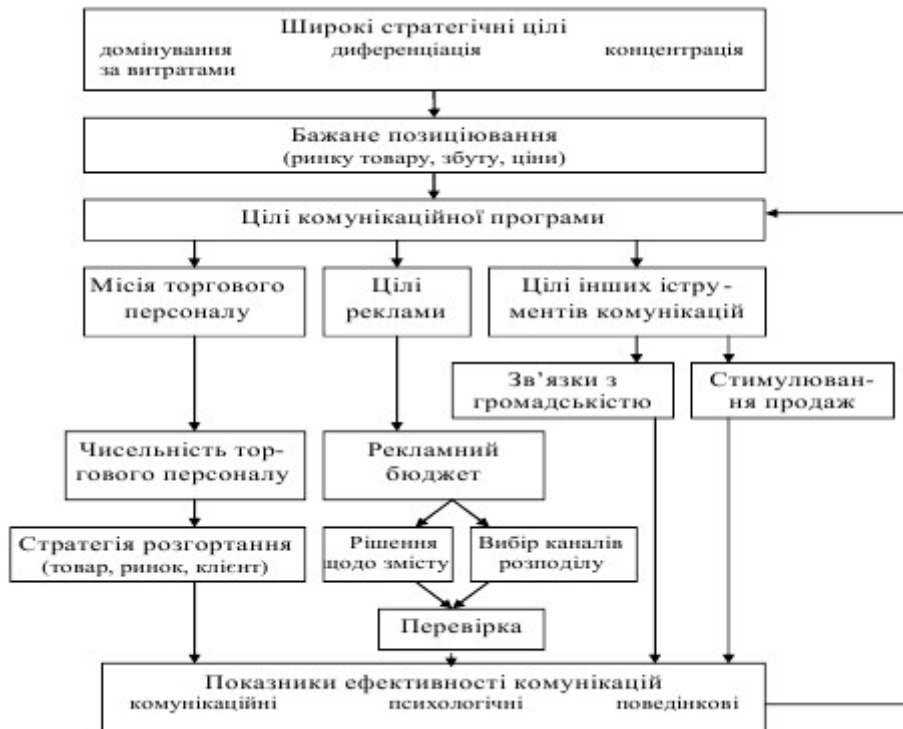 Широкі стратегічні цілі
домінування диференціація концентрація
за витратами
Бажане позиціювання
(ринку товару, збуту, ціни)
Цілі комунікаційної програми
Місія торгового
персоналу
Цілі
реклами
Цілі інших істру-
ментів комунікацій
Зв’язки з
громадськістю
Стимулюван-
ня продаж
Чисельність тор-
гового персоналу
Рекламний
бюджет
Стратегія розгортання
(товар, ринок, клієнт)
Рішення
щодо змісту
Вибір каналів
розподілу
Перевірка
Показники ефективності комунікацій
комунікаційні психологічні поведінкові